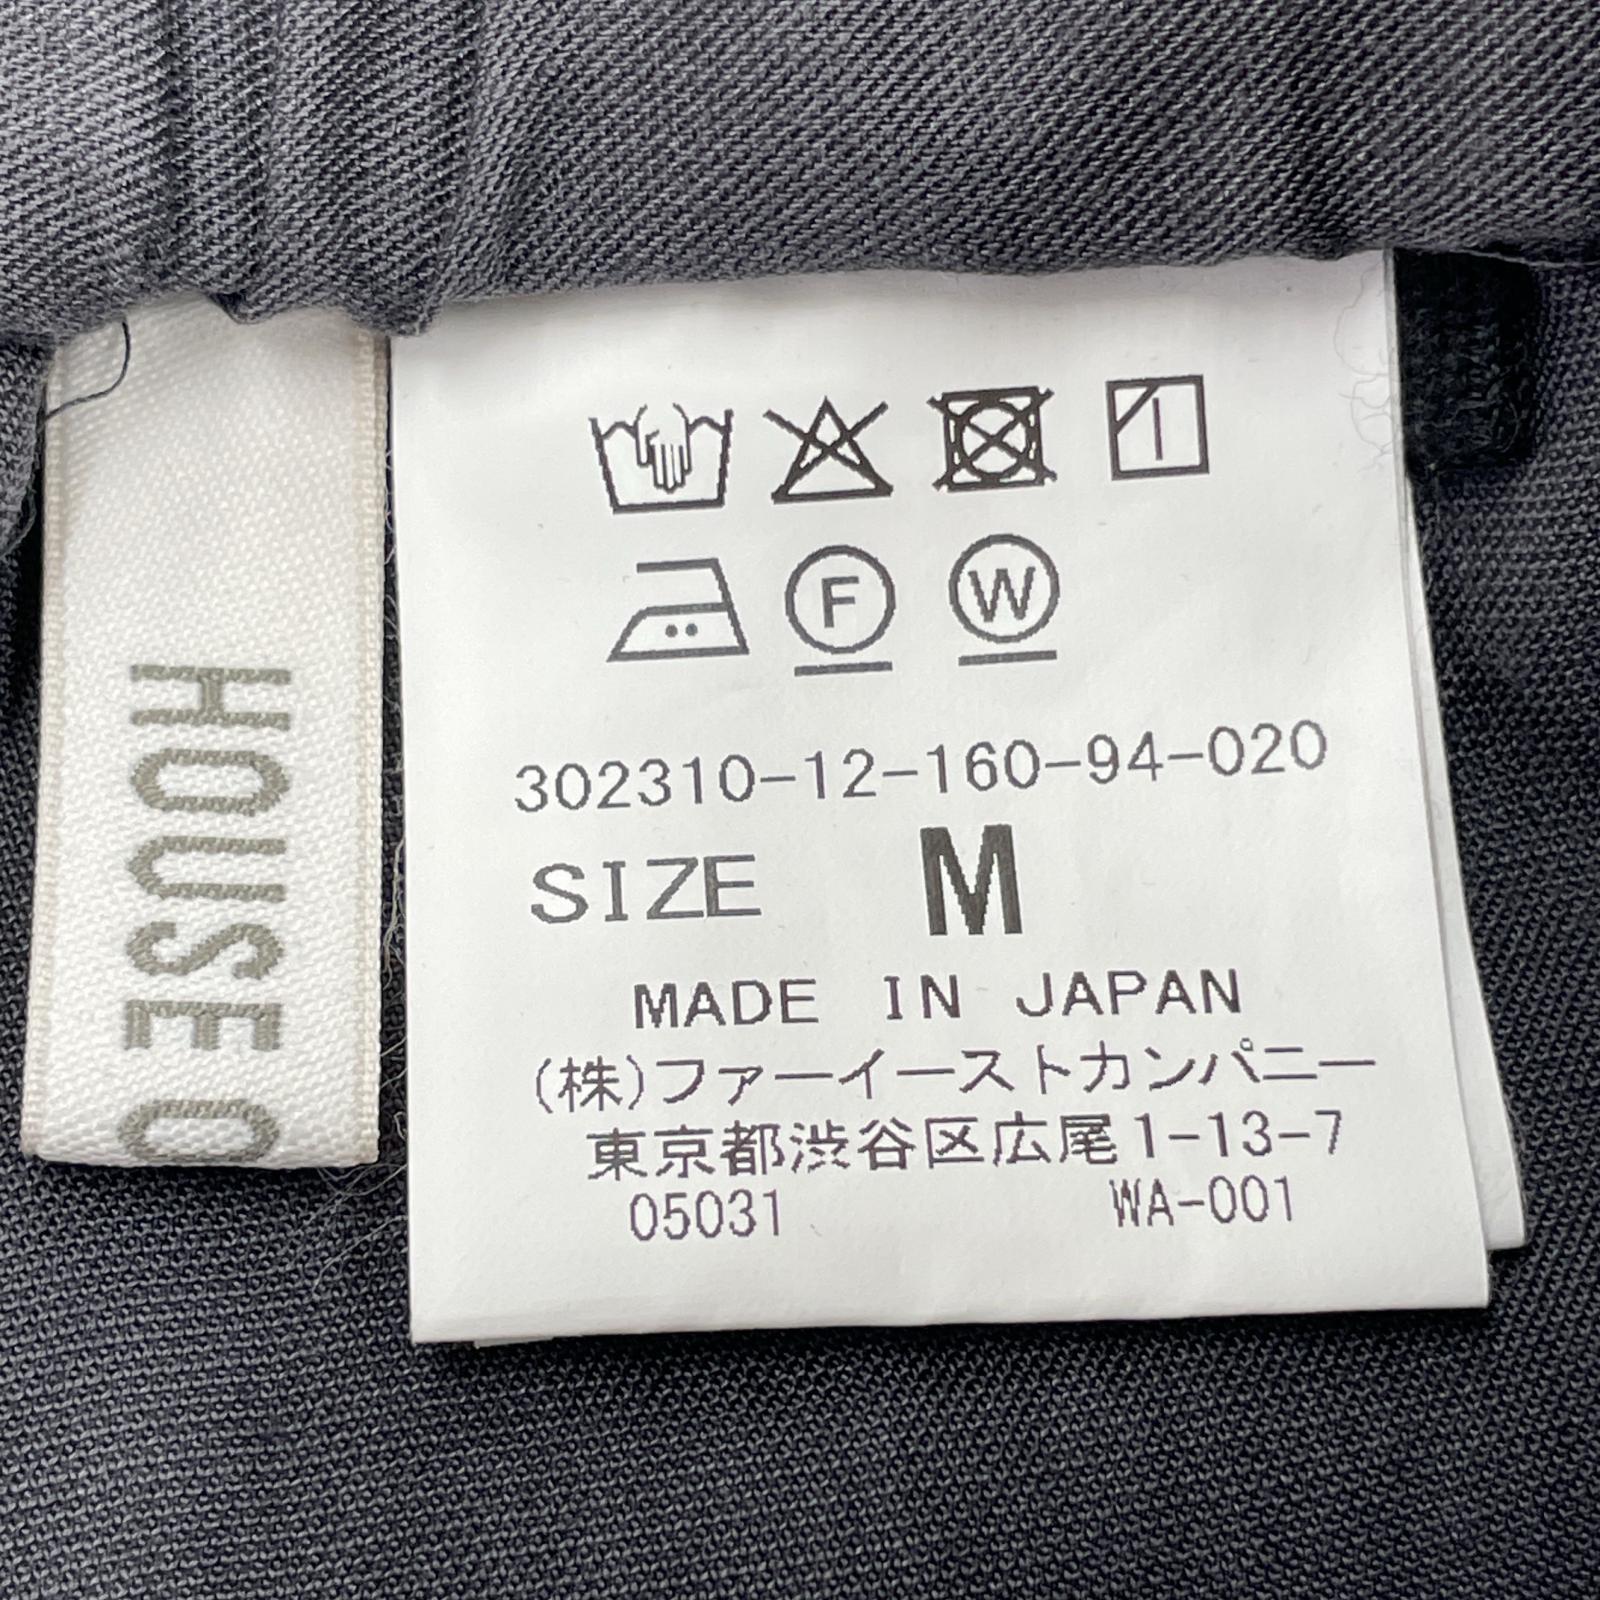 HOUSE O
F
W
302310-12-160-94-020
SIZE M
MADE IN JAPAN
(株)ファーイーストカンパニー
東京都渋谷区広尾1-13-7
05031 WA-001